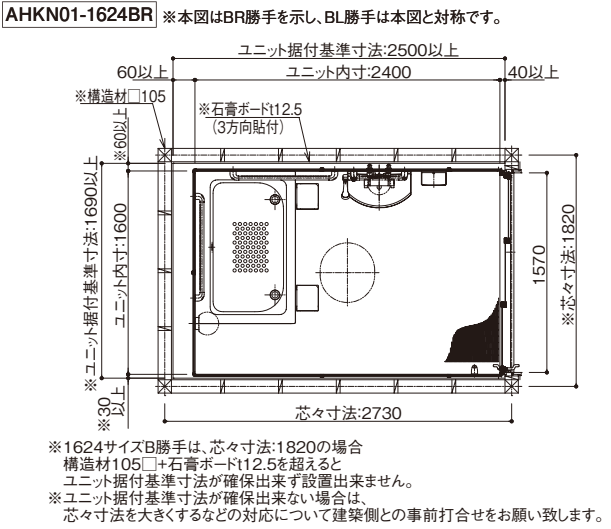 AHKN01-1624BR ※本図はBR勝手を示し、BL勝手は本図と対称です。
ユニット据付基準寸法:2500以上
60以上
ユニット内寸:2400
40以上
※構造材□105
※石膏ボードt12.5
(3方向貼付)
※60以上
※ユニット据付基準寸法:1690以上
ユニット内寸:1600
1570
※芯々寸法:1820
※30
以上
芯々寸法:2730
※1624サイズB勝手は、芯々寸法:1820の場合
構造材105□+石膏ボードt12.5を超えると
ユニット据付基準寸法が確保出来ず設置出来ません。
※ユニット据付基準寸法が確保出来ない場合は、
芯々寸法を大きくするなどの対応について建築側との事前打合せをお願い致します。